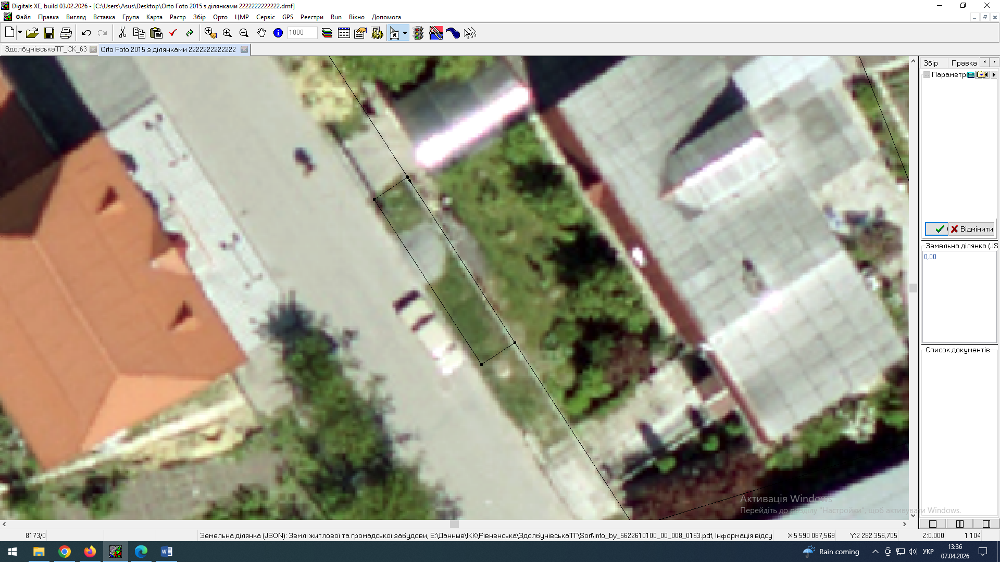 Digitals XE, build 03.02.2026 - [C:\Users\Asus\Desktop\Orto Foto 2015 з ділянками 2222222222222.dmf]
Файл Правка Вигляд Вставка Група Карта Растр Збір Орто ЦМР Сервіс GPS Реєстри Run Вікно Допомога
1000
ЗдолбунівськаТГ_СК_63 Orto Foto 2015 з ділянками 2222222222222
Збір Правка
Параметри
Відмінити
Земельна ділянка (JS
0,00
Список документів
Активація Windows
Перейдіть до розділу "Настройки", щоб активувати Windows.
8173/0 Земельна ділянка (JSON): Землі житлової та громадської забудови, E:\Данные\ІКК\Рівненська\ЗдолбунівськаТГ\Sort\info_by_5622610100_00_008_0163.pdf, Інформація відсу X:5 590 087,569 Y:2 282 356,705 Z:0,000 1:104
Rain coming УКР 13:36
07.04.2026